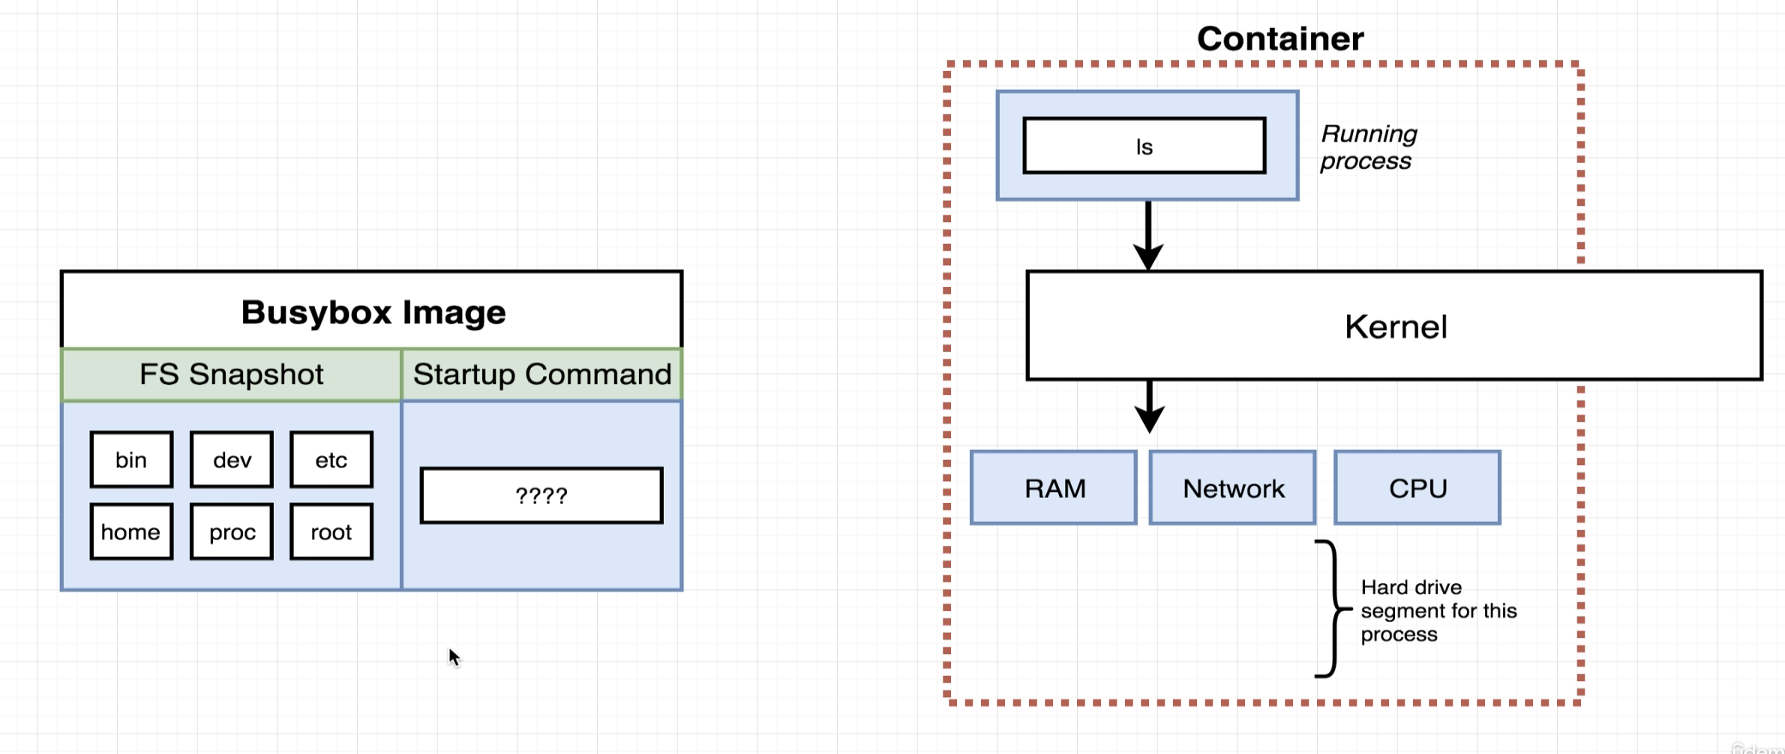 Container
ls
Running
process
Busybox Image
Kernel
FS Snapshot
Startup Command
bin
dev
etc
????
home
proc
root
RAM
Network
CPU
Hard drive
segment for this
process